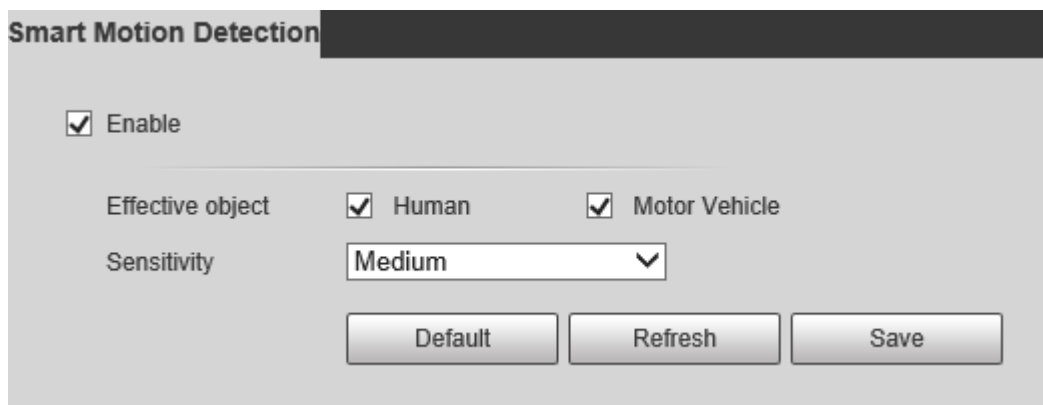 Smart Motion Detection
Enable
Effective object Human Motor Vehicle
Sensitivity Medium
Default Refresh Save